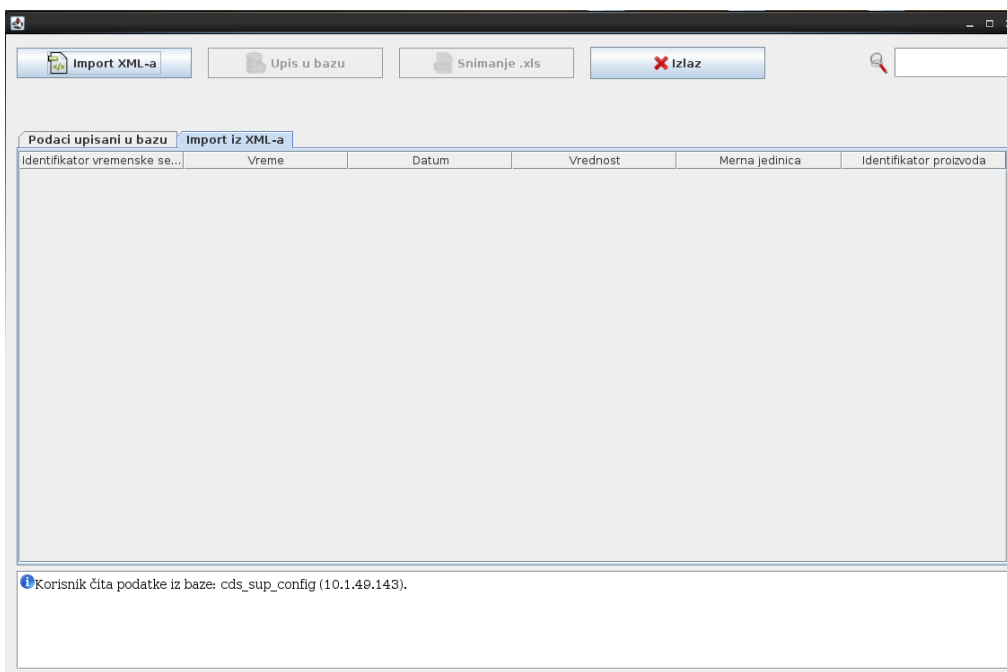 Import XML-a
Upis u bazu
Snimanje .xls
Izlaz
Podaci upisani u bazu
Import iz XML-a
Identifikator vremenske se...
Vreme
Datum
Vrednost
Merna jedinica
Identifikator proizvoda
Korisnik čita podatke iz baze: cds_sup_config (10.1.49.143).